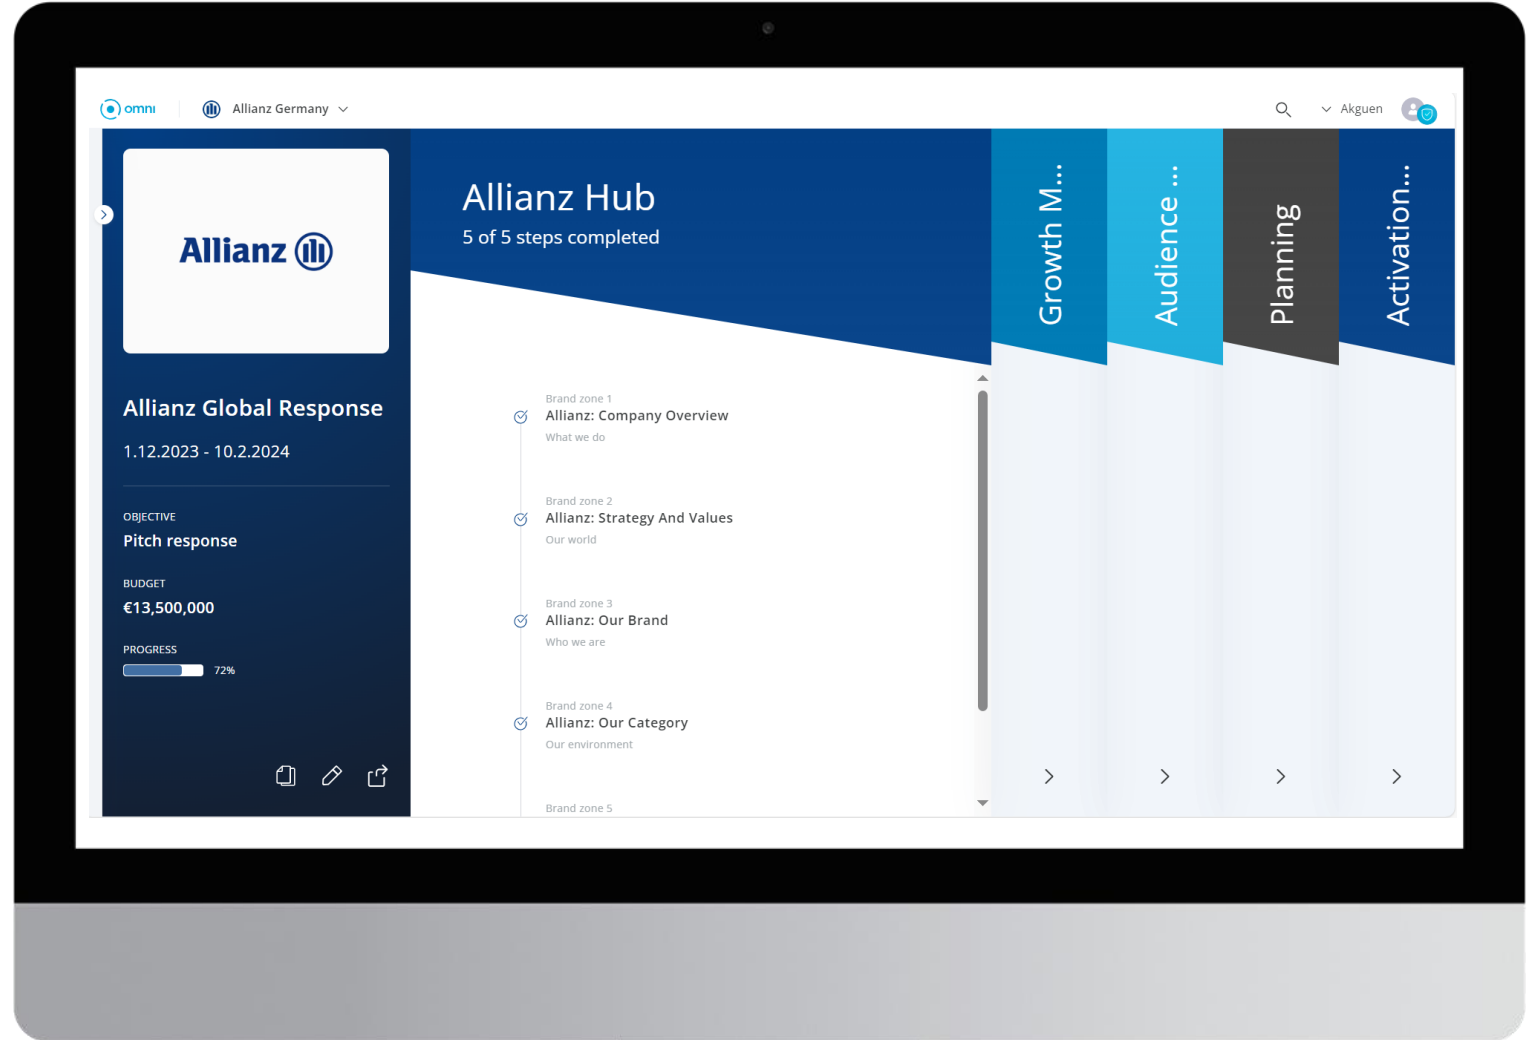 omni
Allianz Germany
Akguen
Allianz
Allianz Global Response
1.12.2023 - 10.2.2024
OBJECTIVE
Pitch response
BUDGET
€13,500,000
PROGRESS
72%
Allianz Hub
5 of 5 steps completed
Brand zone 1
Allianz: Company Overview
What we do
Brand zone 2
Allianz: Strategy And Values
Our world
Brand zone 3
Allianz: Our Brand
Who we are
Brand zone 4
Allianz: Our Category
Our environment
Brand zone 5
Growth M...
Audience ...
Planning
Activation...